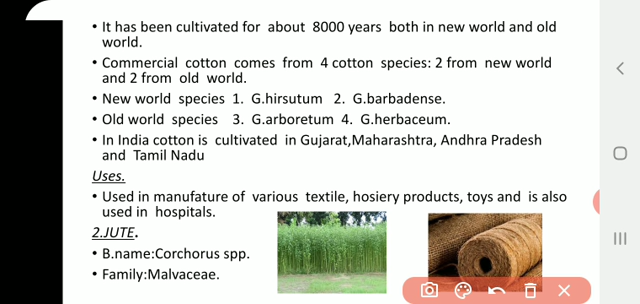 • It has been cultivated for about 8000 years both in new world and old
world.
• Commercial cotton comes from 4 cotton species: 2 from new world
and 2 from old world.
• New world species 1. G.hirsutum 2. G.barbadense.
• Old world species 3. G.arboretum 4. G.herbaceum.
• In India cotton is cultivated in Gujarat,Maharashtra, Andhra Pradesh
and Tamil Nadu
Uses.
• Used in manufature of various textile, hosiery products, toys and is also
used in hospitals.
2.JUTE.
• B.name:Corchorus spp.
• Family:Malvaceae.